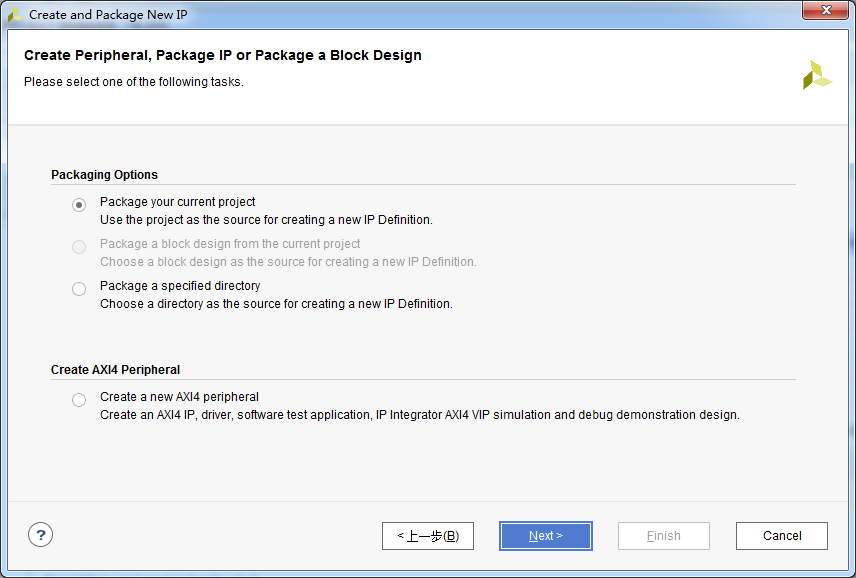 Create and Package New IP
Create Peripheral, Package IP or Package a Block Design
Please select one of the following tasks.
Packaging Options
Package your current project
Use the project as the source for creating a new IP Definition.
Package a block design from the current project
Choose a block design as the source for creating a new IP Definition.
Package a specified directory
Choose a directory as the source for creating a new IP Definition.
Create AXI4 Peripheral
Create a new AXI4 peripheral
Create an AXI4 IP, driver, software test application, IP Integrator AXI4 VIP simulation and debug demonstration design.
?
< 上一步(B)
Next >
Finish
Cancel